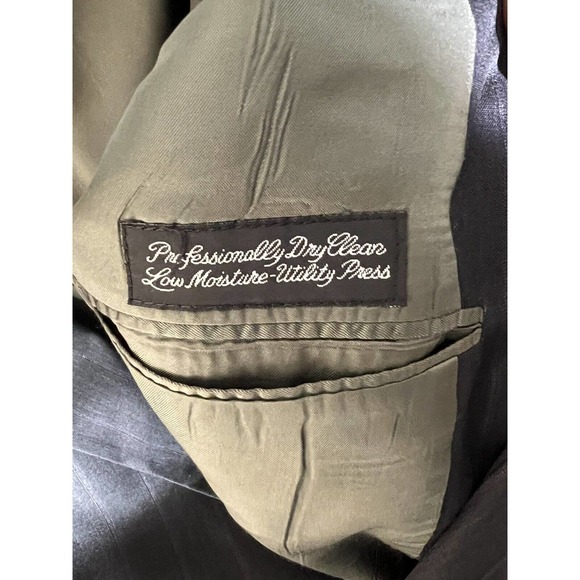 Professionally Dry Clean
Low Moisture-Utility Press